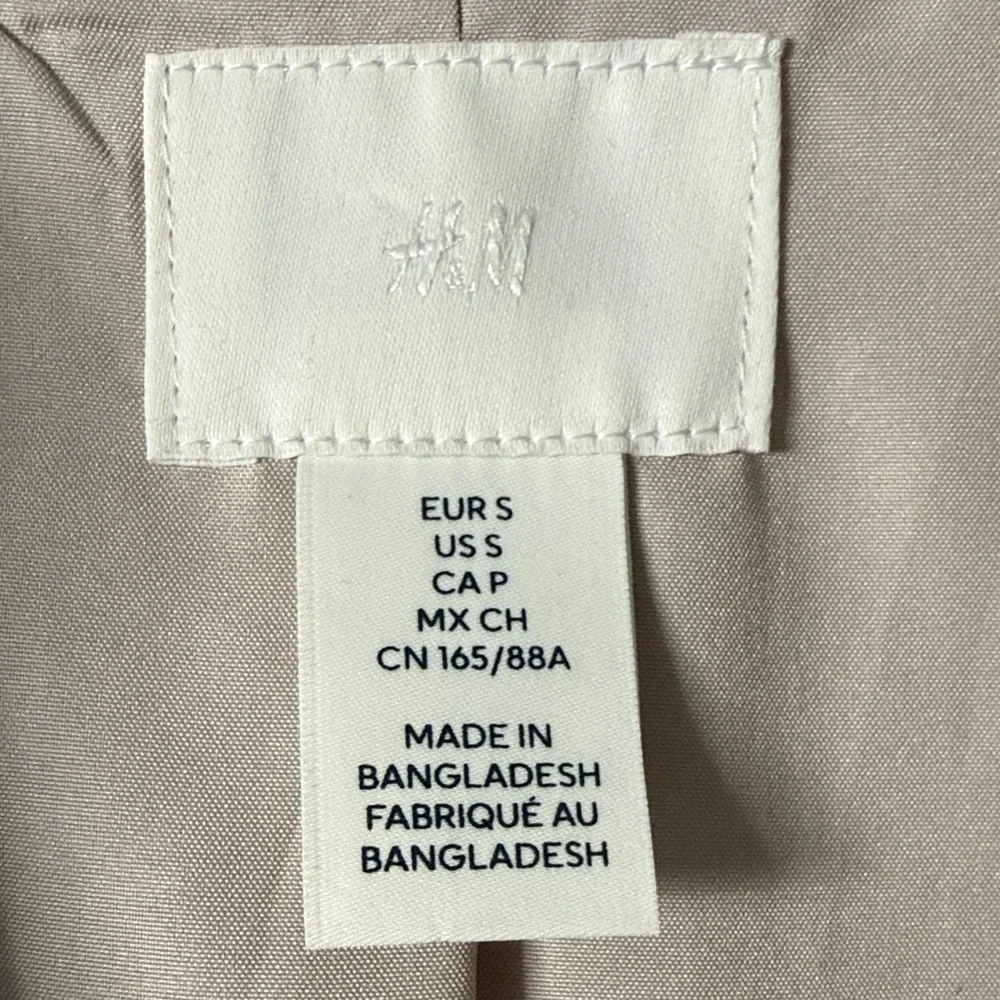 H&M
EUR S
US S
CA P
MX CH
CN 165/88A
MADE IN
BANGLADESH
FABRIQUÉ AU
BANGLADESH